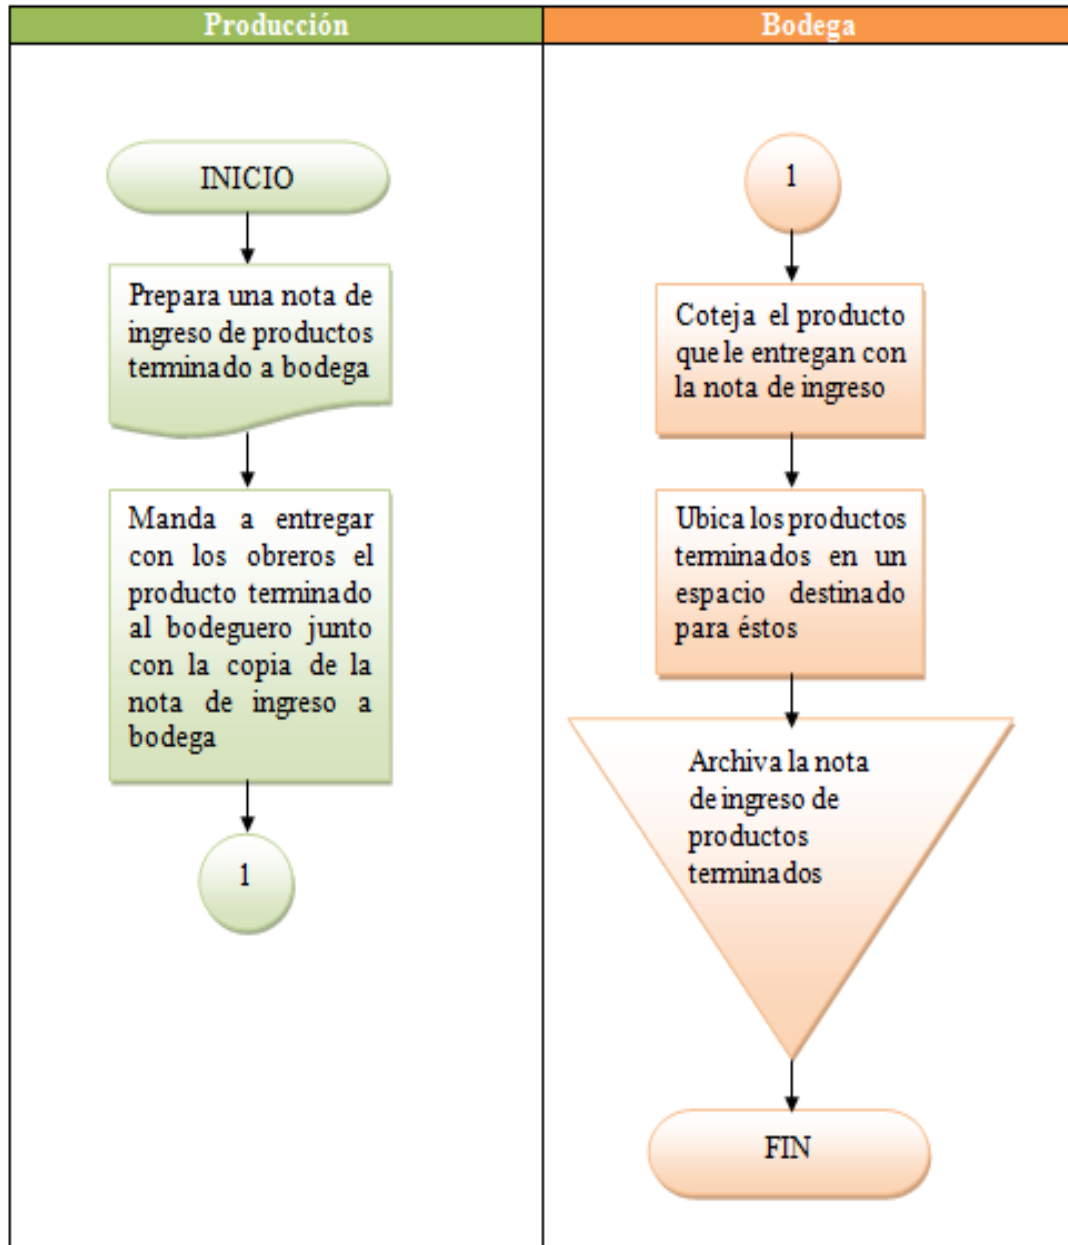 Producción
INICIO
Prepara una nota de
ingreso de productos
terminado a bodega
Manda a entregar
con los obreros el
producto terminado
al bodeguero junto
con la copia de la
nota de ingreso a
bodega
1
Bodega
1
Coteja el producto
que le entregan con
la nota de ingreso
Ubica los productos
terminados en un
espacio destinado
para éstos
Archiva la nota
de ingreso de
productos
terminados
FIN